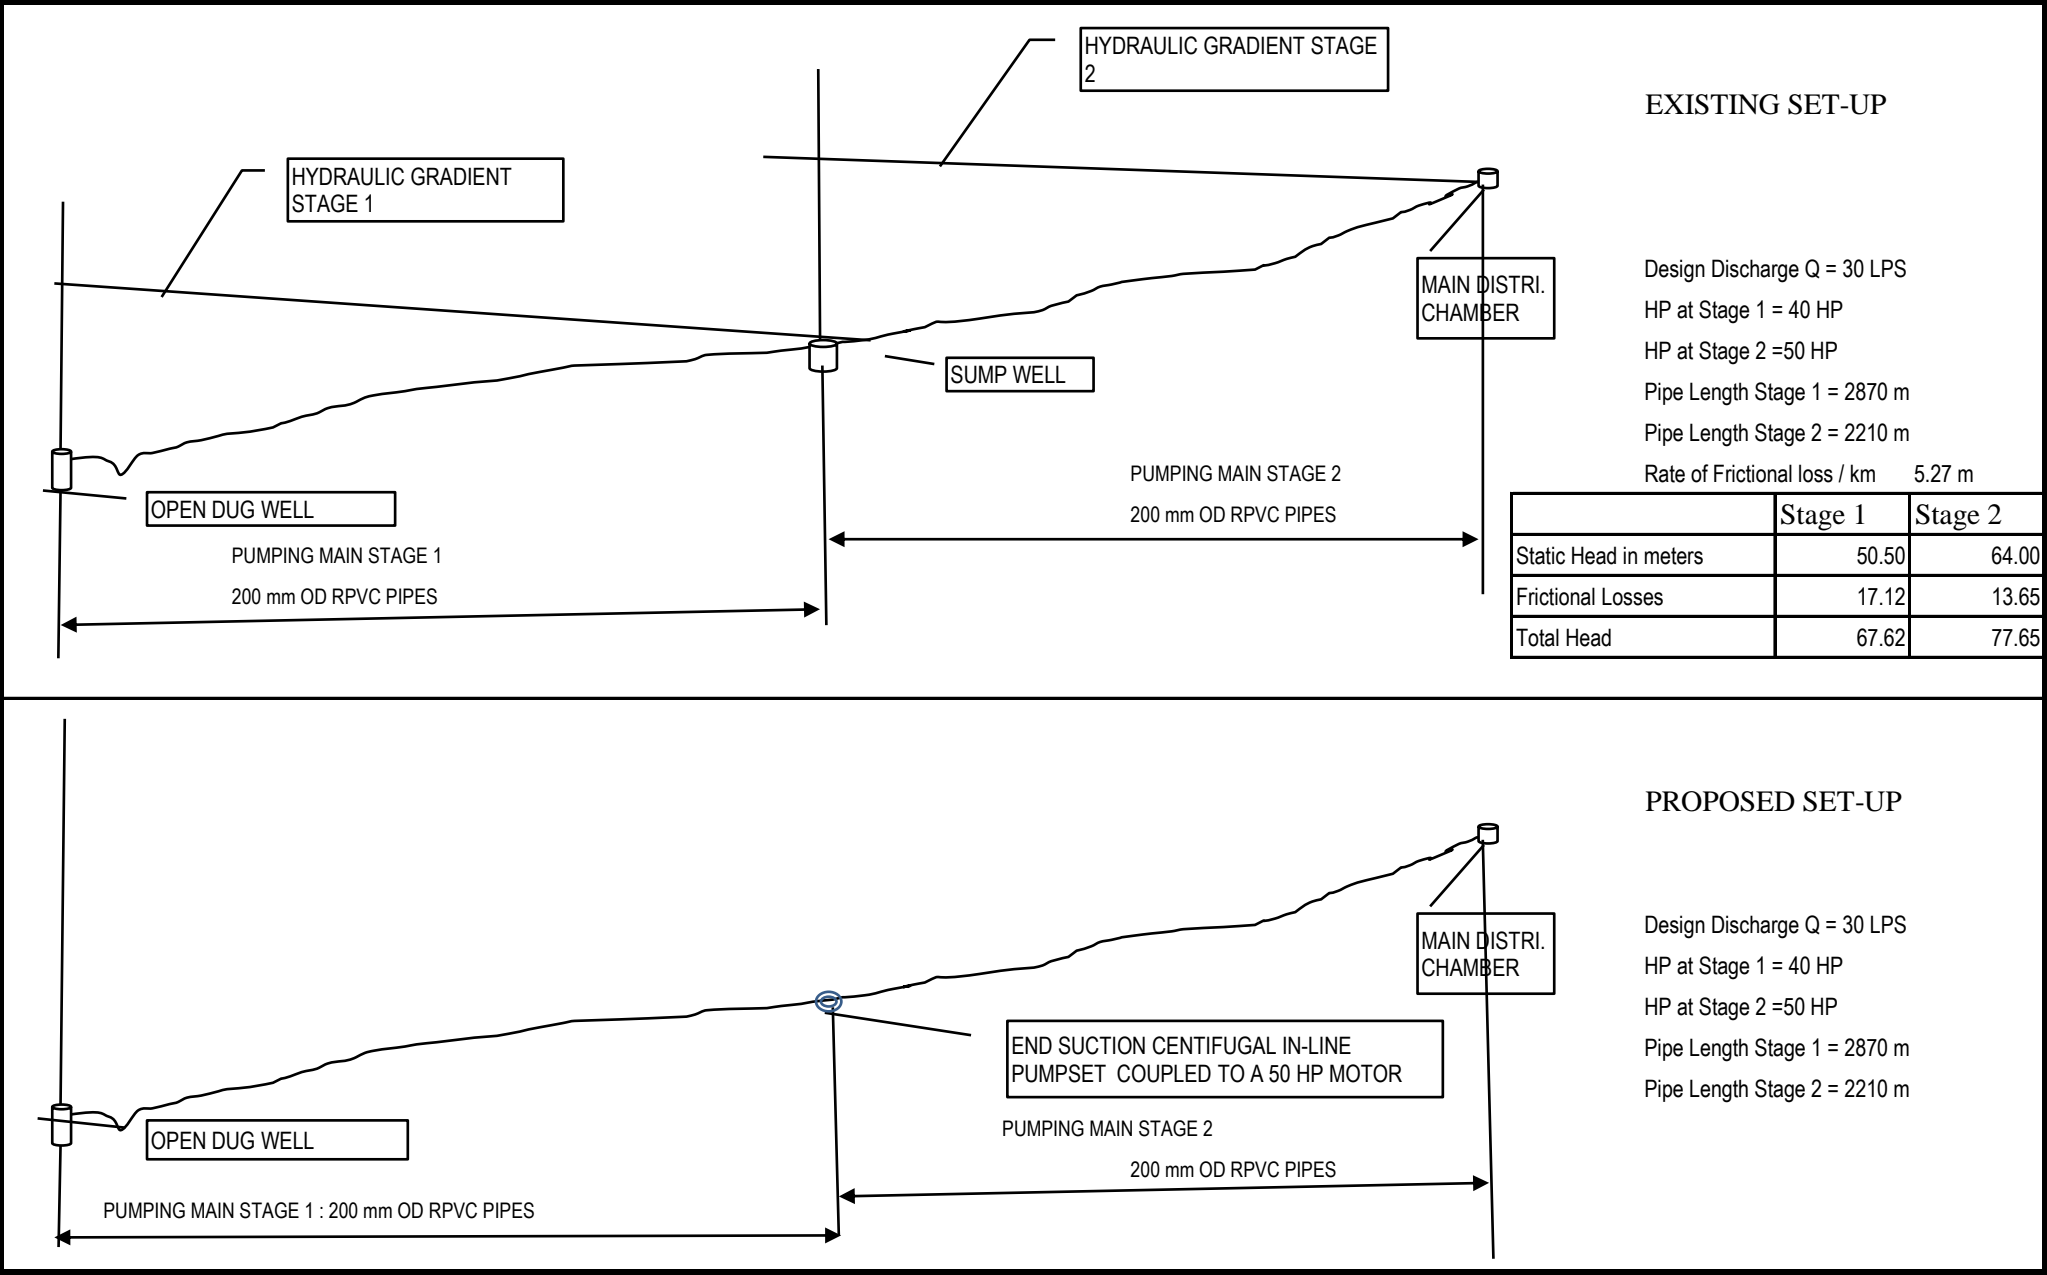 HYDRAULIC GRADIENT STAGE
2
EXISTING SET-UP
HYDRAULIC GRADIENT
STAGE 1
MAIN DISTRI.
CHAMBER
SUMP WELL
OPEN DUG WELL
PUMPING MAIN STAGE 1
200 mm OD RPVC PIPES
PUMPING MAIN STAGE 2
200 mm OD RPVC PIPES
Design Discharge Q = 30 LPS
HP at Stage 1 = 40 HP
HP at Stage 2 =50 HP
Pipe Length Stage 1 = 2870 m
Pipe Length Stage 2 = 2210 m
Rate of Frictional loss / km 5.27 m
Stage 1 Stage 2
Static Head in meters 50.50 64.00
Frictional Losses 17.12 13.65
Total Head 67.62 77.65
PROPOSED SET-UP
MAIN DISTRI.
CHAMBER
END SUCTION CENTIFUGAL IN-LINE
PUMPSET COUPLED TO A 50 HP MOTOR
OPEN DUG WELL
PUMPING MAIN STAGE 1 : 200 mm OD RPVC PIPES
PUMPING MAIN STAGE 2
200 mm OD RPVC PIPES
Design Discharge Q = 30 LPS
HP at Stage 1 = 40 HP
HP at Stage 2 =50 HP
Pipe Length Stage 1 = 2870 m
Pipe Length Stage 2 = 2210 m